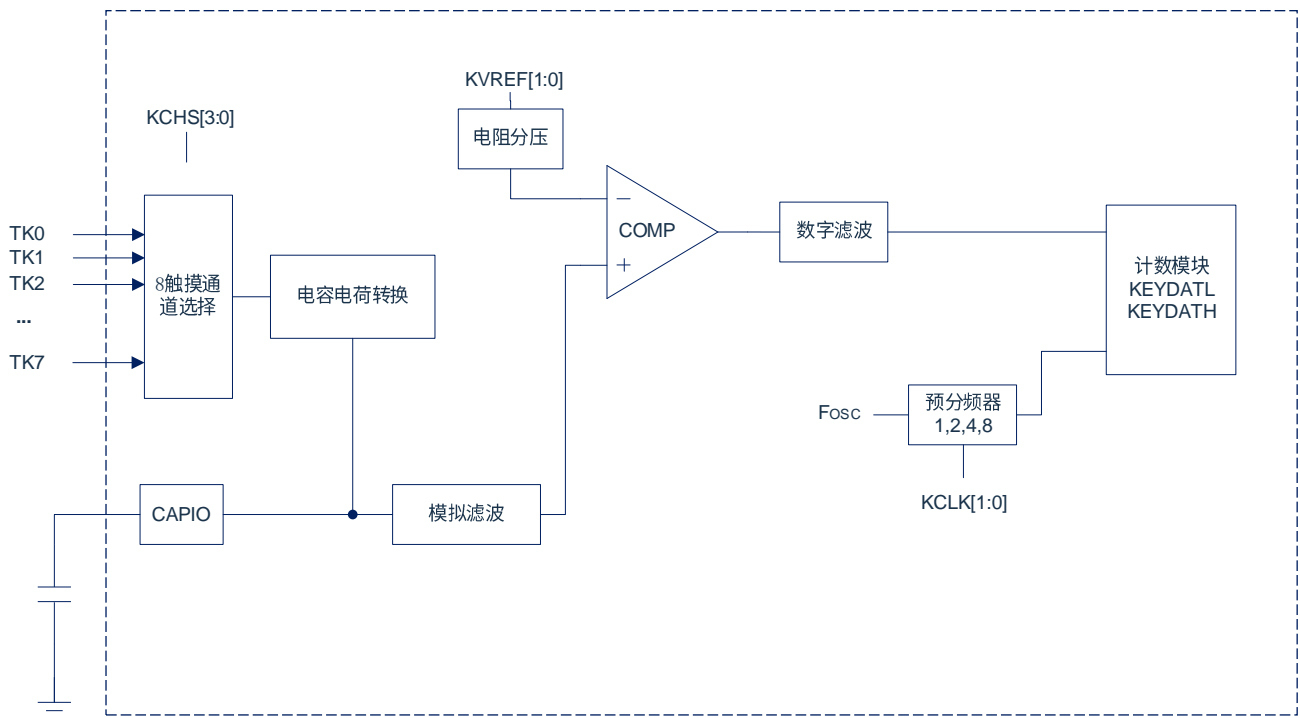 KVREF[1:0]
KCHS[3:0]
电阻分压
TK0
TK1
TK2
...
TK7
8触摸通
道选择
电容电荷转换
−
COMP
+
数字滤波
计数模块
KEYDATL
KEYDATH
Fosc
预分频器
1,2,4,8
KCLK[1:0]
CAPIO
模拟滤波